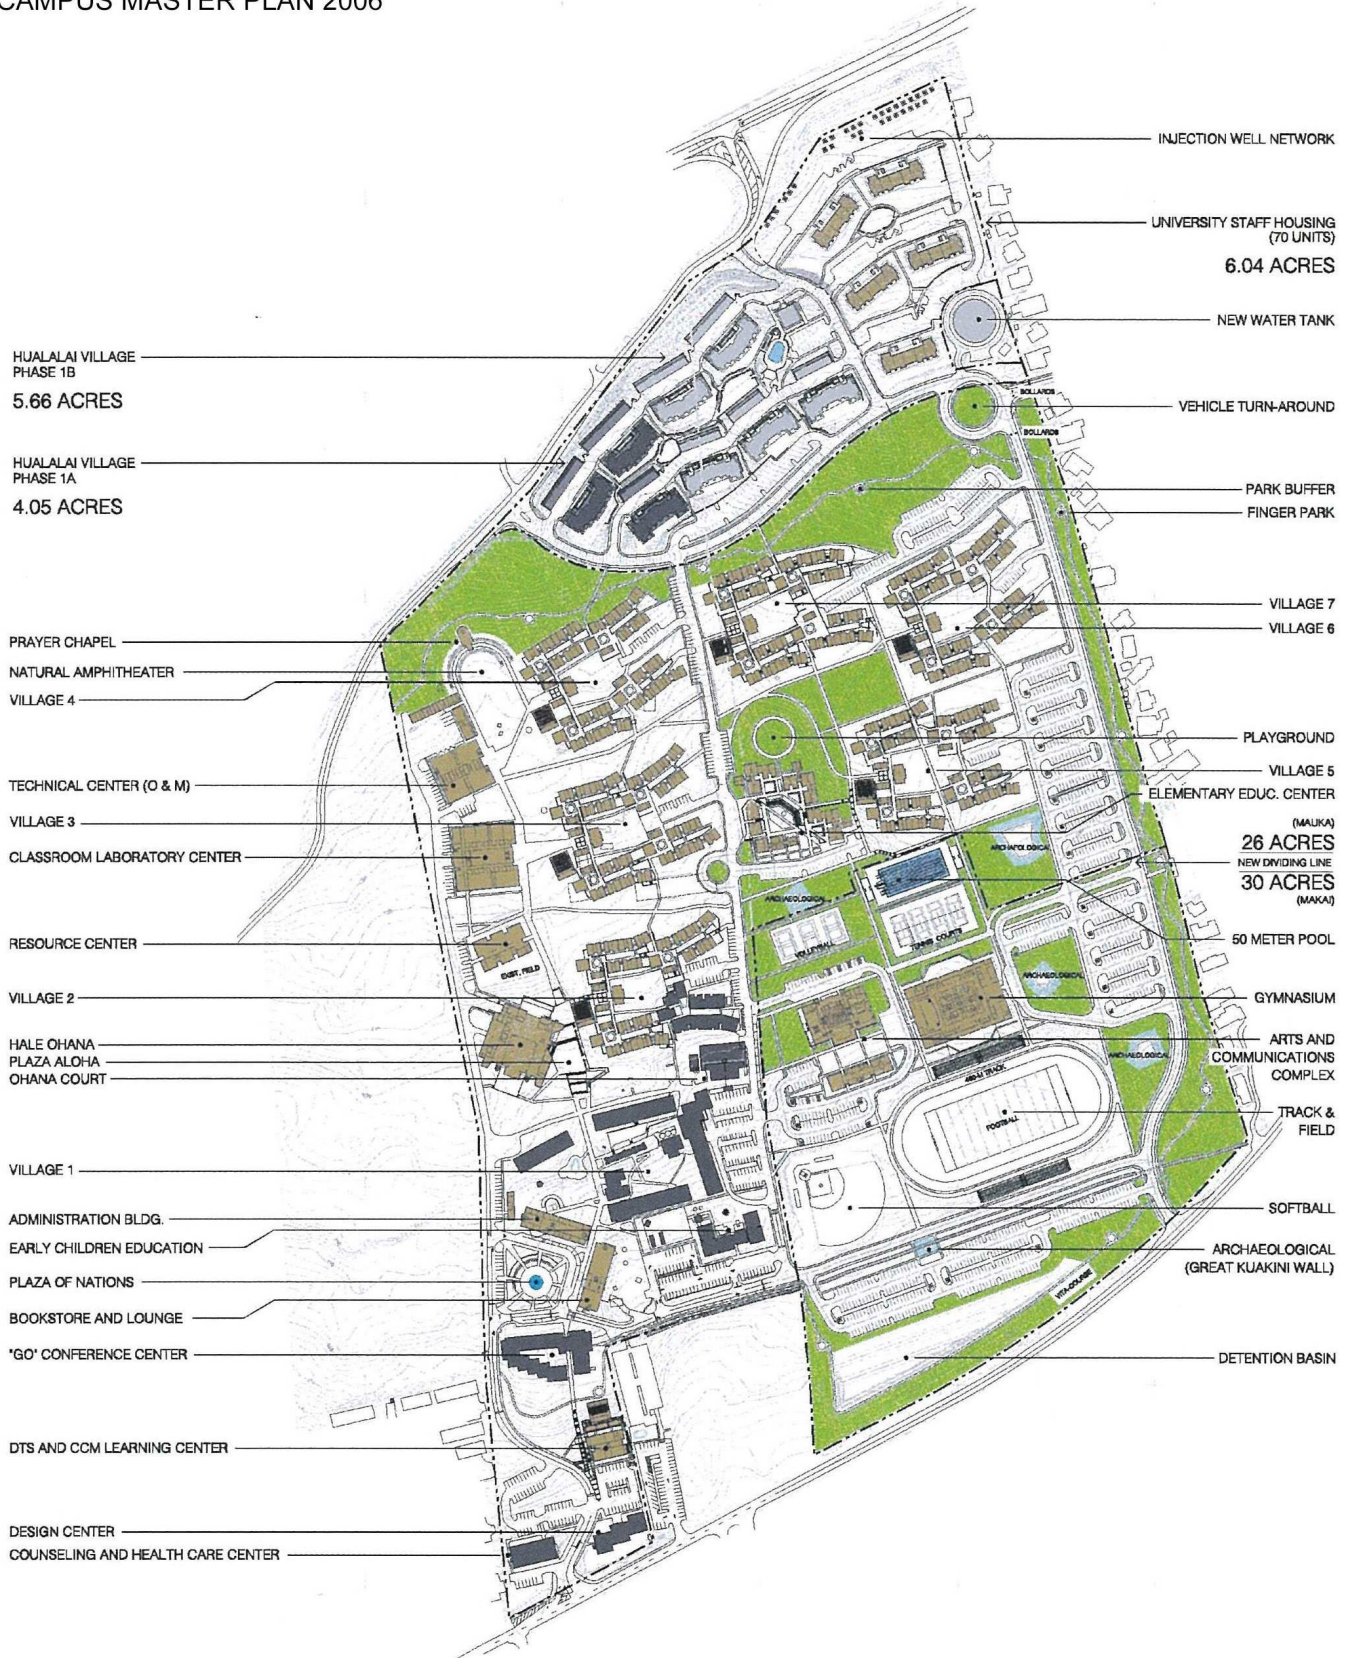 CAMPUS MASTER PLAN 2006
INJECTION WELL NETWORK
UNIVERSITY STAFF HOUSING
(70 UNITS)
6.04 ACRES
NEW WATER TANK
BOLLARDS
VEHICLE TURN-AROUND
BOLLARDS
PARK BUFFER
FINGER PARK
VILLAGE 7
VILLAGE 6
PLAYGROUND
VILLAGE 5
ELEMENTARY EDUC. CENTER
(MAUKA)
26 ACRES
NEW DIVIDING LINE
30 ACRES
(MAKAI)
50 METER POOL
GYMNASIUM
ARTS AND
COMMUNICATIONS
COMPLEX
TRACK &
FIELD
SOFTBALL
ARCHAEOLOGICAL
(GREAT KUAKINI WALL)
DETENTION BASIN
HUALALAI VILLAGE
PHASE 1B
5.66 ACRES
HUALALAI VILLAGE
PHASE 1A
4.05 ACRES
PRAYER CHAPEL
NATURAL AMPHITHEATER
VILLAGE 4
TECHNICAL CENTER (O & M)
VILLAGE 3
CLASSROOM LABORATORY CENTER
RESOURCE CENTER
VILLAGE 2
HALE OHANA
PLAZA ALOHA
OHANA COURT
VILLAGE 1
ADMINISTRATION BLDG.
EARLY CHILDREN EDUCATION
PLAZA OF NATIONS
BOOKSTORE AND LOUNGE
"GO" CONFERENCE CENTER
DTS AND CCM LEARNING CENTER
DESIGN CENTER
COUNSELING AND HEALTH CARE CENTER
ARCHAEOLOGICAL
ARCHAEOLOGICAL
VOLLEYBALL
TENNIS COURTS
EXIST. FIELD
ARCHAEOLOGICAL
ARCHAEOLOGICAL
TRACK
FOOTBALL
VITA-COURSE